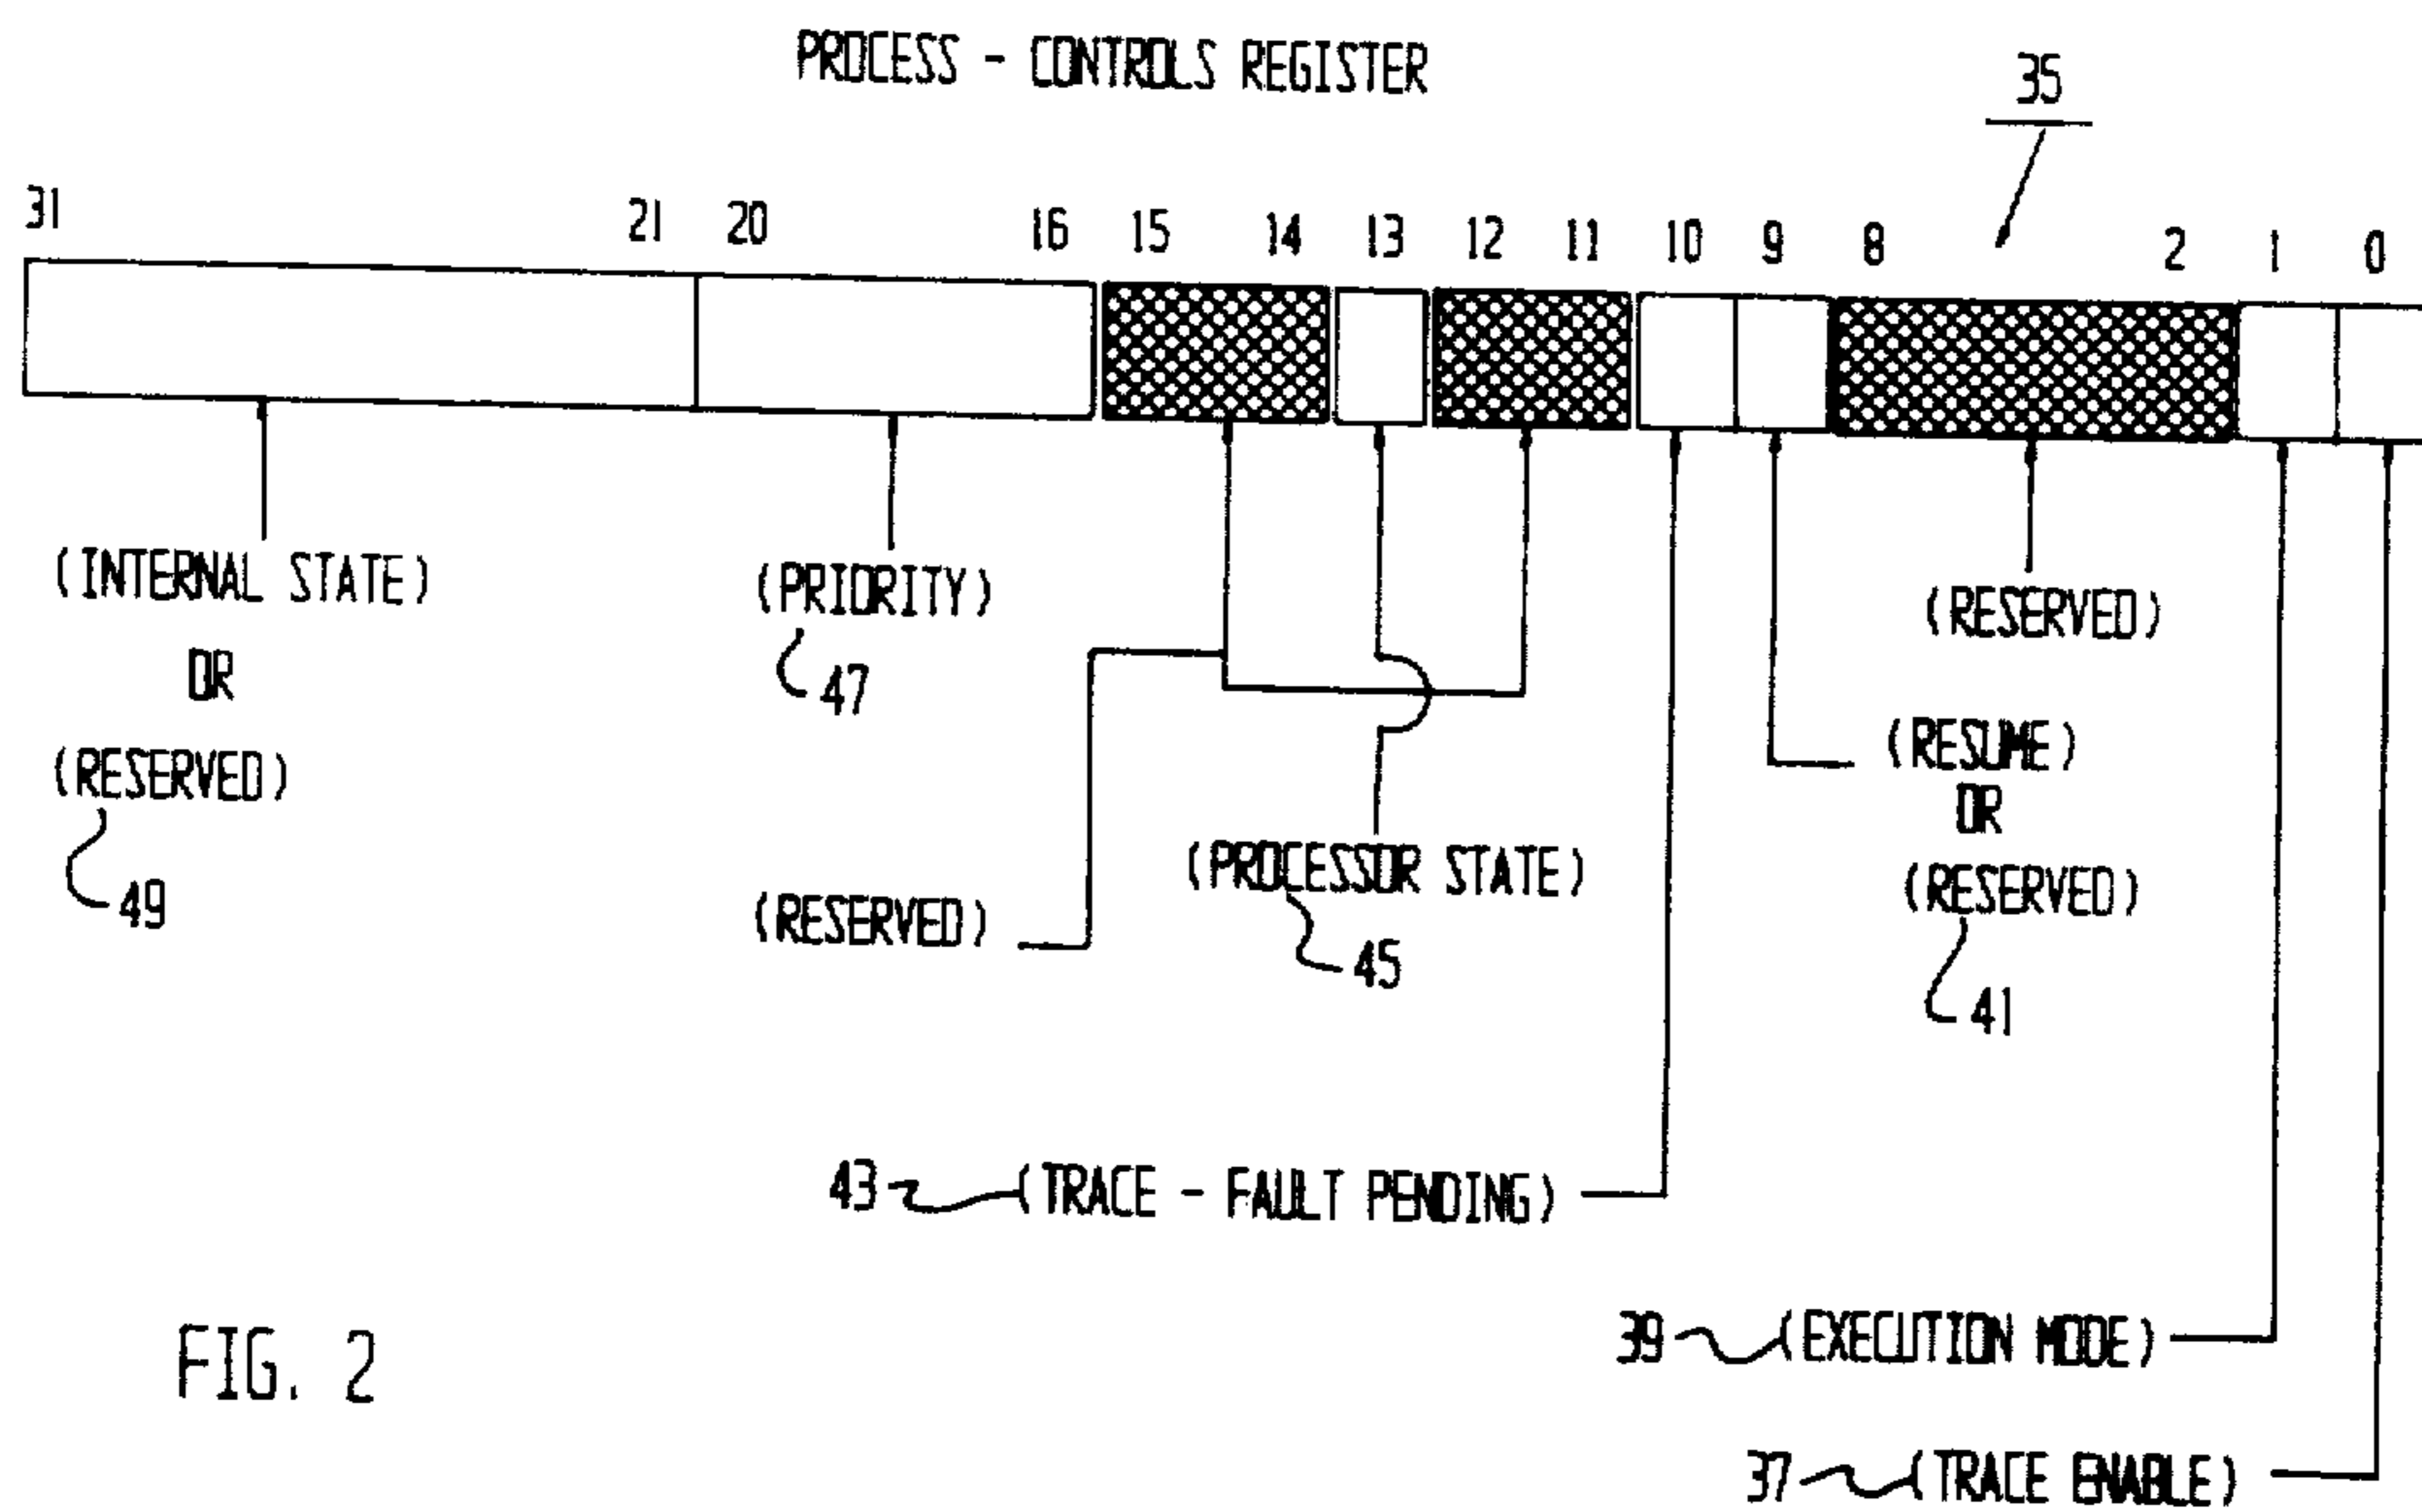 PROCESS - CONTROLS REGISTER
35
31 21 20 16 15 14 13 12 11 10 9 8 2 1 0
(INTERNAL STATE)
OR
(RESERVED)
49
(PRIORITY)
47
(RESERVED)
(PROCESSOR STATE)
45
(RESERVED)
(RESUME)
OR
(RESERVED)
41
43 (TRACE - FAULT PENDING)
39 (EXECUTION MODE)
37 (TRACE ENABLE)
FIG. 2